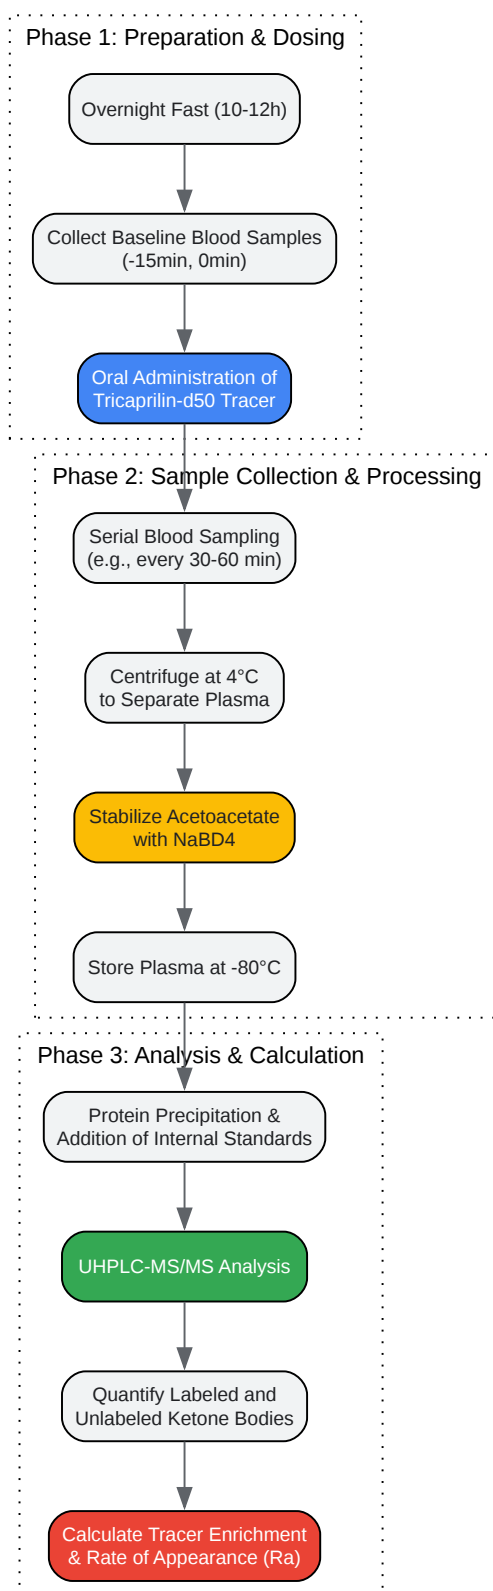 Phase 1: Preparation & Dosing
Overnight Fast (10-12h)
Collect Baseline Blood Samples
(-15min, 0min)
Oral Administration of
Tricaprilin-d50 Tracer
Phase 2: Sample Collection & Processing
Serial Blood Sampling
(e.g., every 30-60 min)
Centrifuge at 4°C
to Separate Plasma
Stabilize Acetoacetate
with NaBD4
Store Plasma at -80°C
Phase 3: Analysis & Calculation
Protein Precipitation &
Addition of Internal Standards
UHPLC-MS/MS Analysis
Quantify Labeled and
Unlabeled Ketone Bodies
Calculate Tracer Enrichment
& Rate of Appearance (Ra)